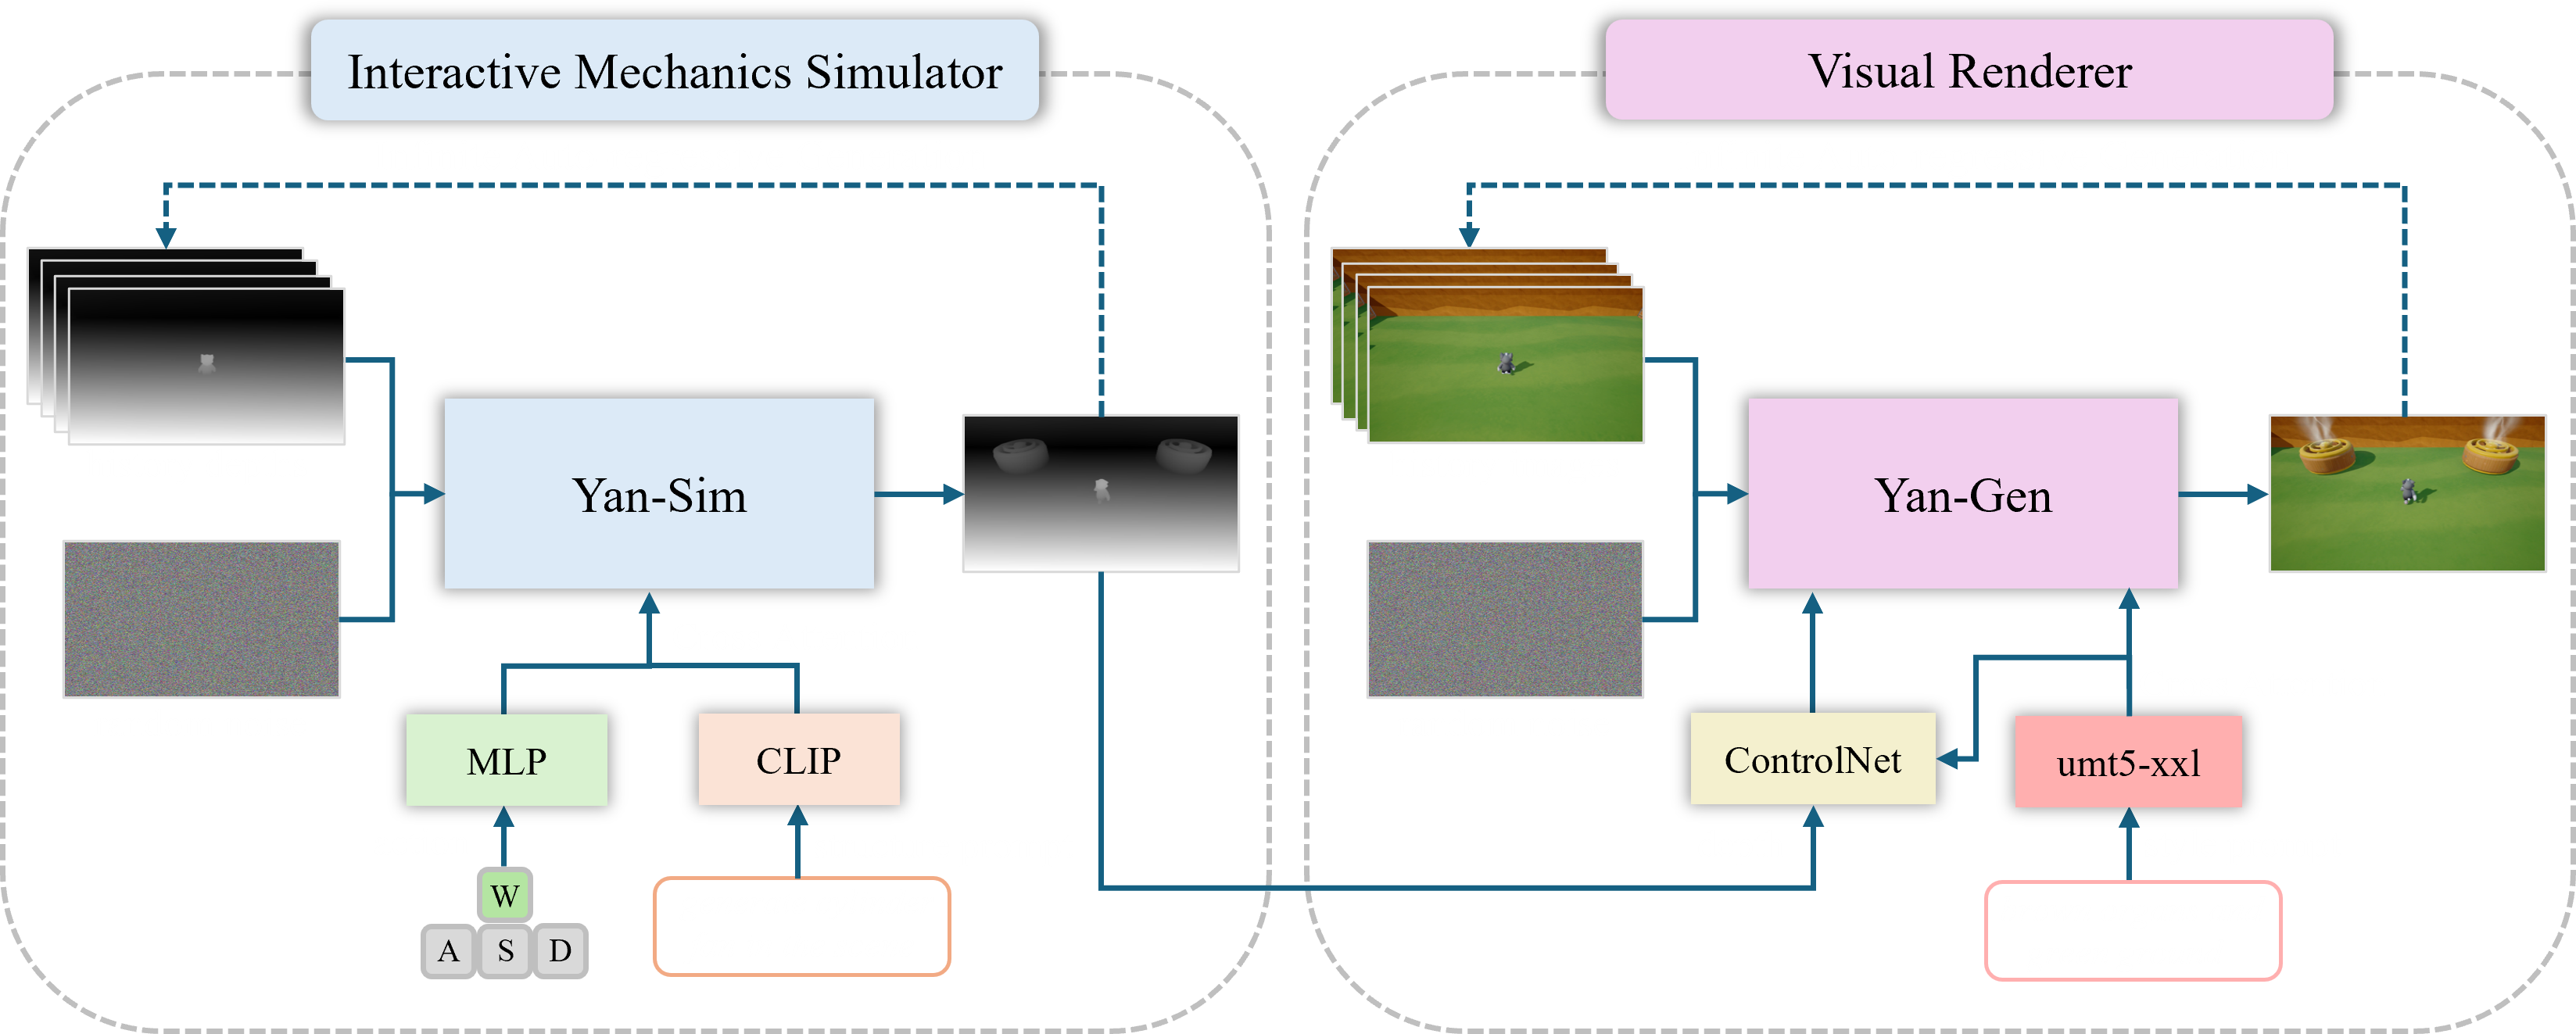 Interactive Mechanics Simulator
Visual Renderer
Yan-Sim
Yan-Gen
MLP
CLIP
ControlNet
umt5-xxl
W
A S D